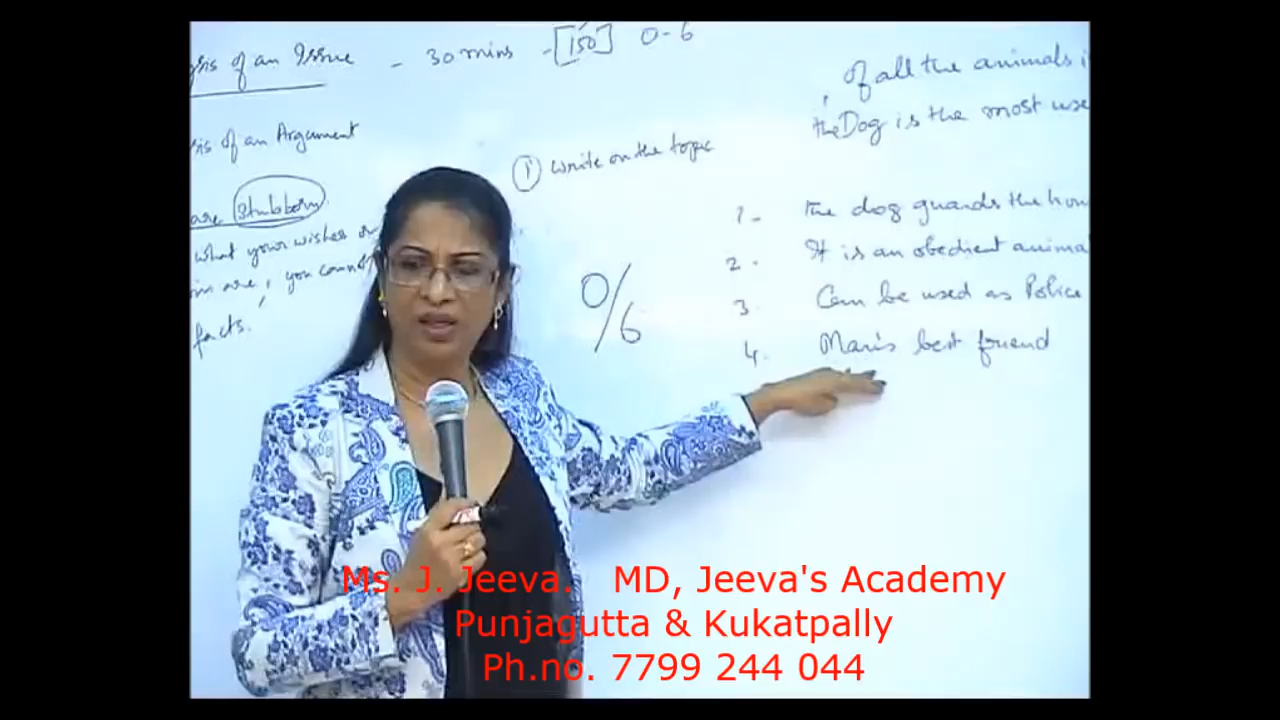 sis of an Issue - 30 mins - [150] 0-6
sis of an Argument
are Stubborn.
what your wishes or
are, you cannot
facts.
① Write on the topic
0/6
of all the animals i
the Dog is the most use
1- the dog guards the hou
2. It is an obedient anima
3. Can be used as Police
4. Man's best friend
Ms. J. Jeeva. MD, Jeeva's Academy
Punjagutta & Kukatpally
Ph.no. 7799 244 044